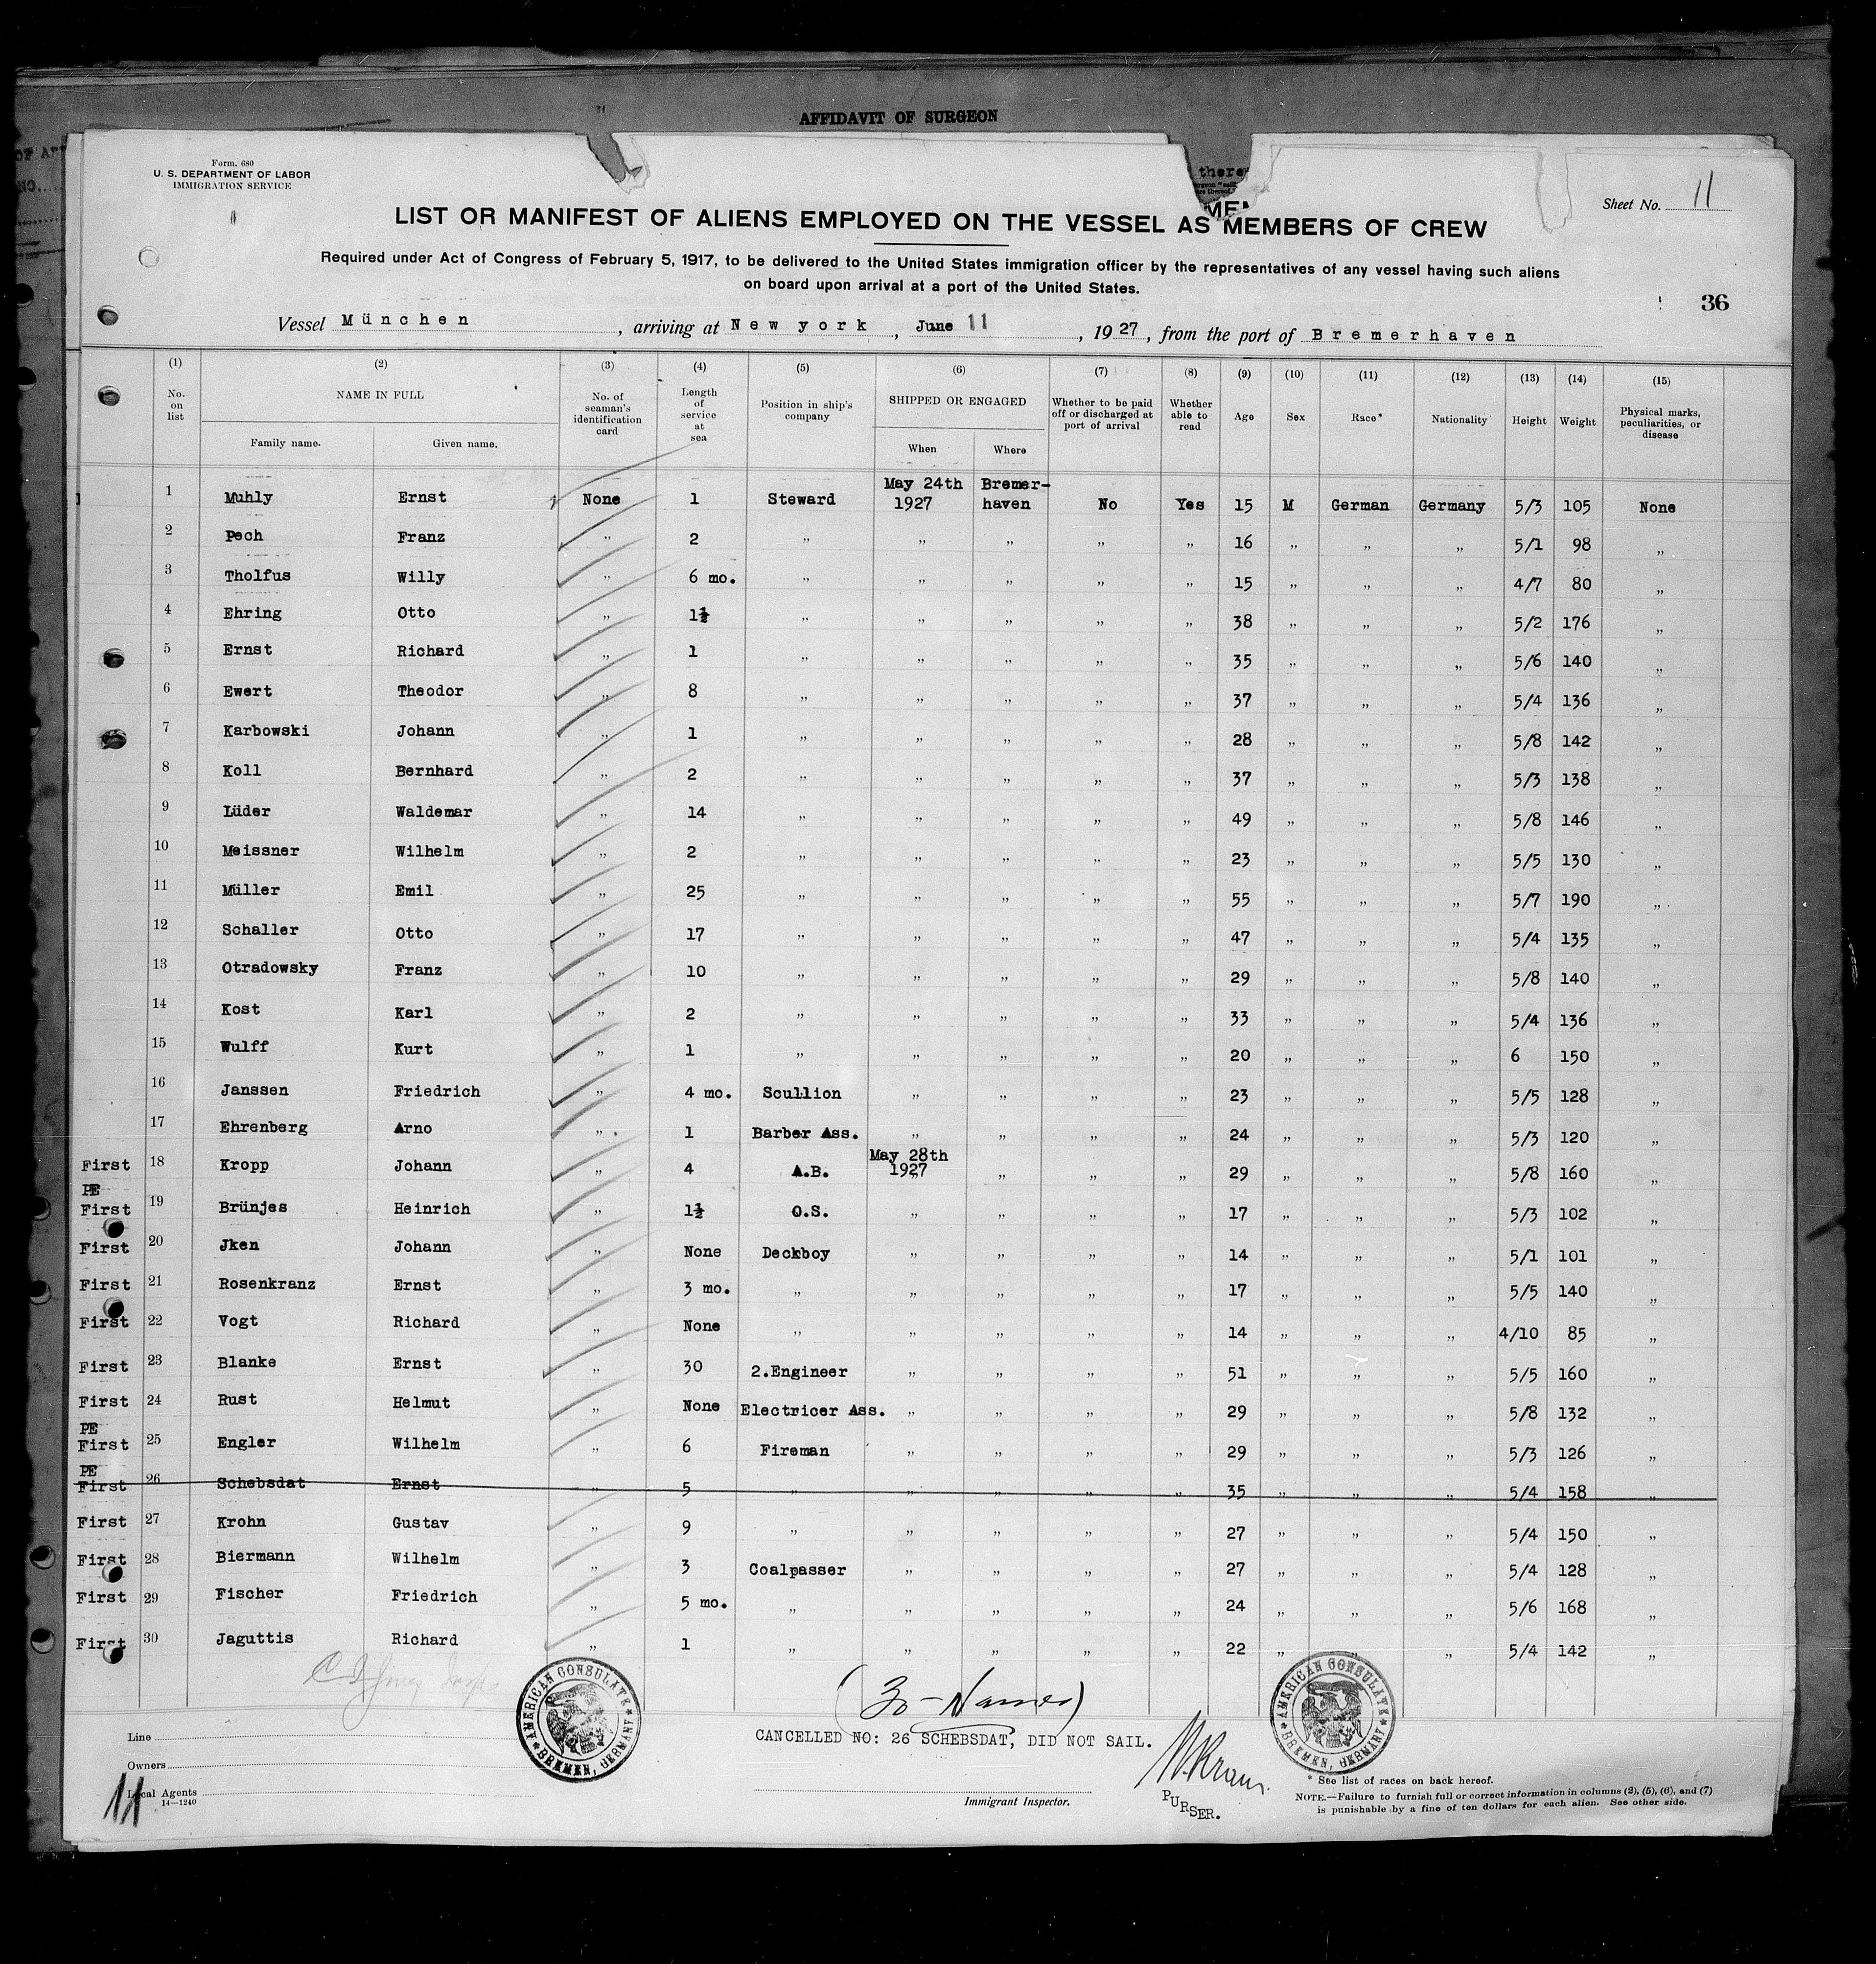 AFFIDAVIT OF SURGEON
Form. 680
U. S. DEPARTMENT OF LABOR
IMMIGRATION SERVICE
Sheet No. 11
LIST OR MANIFEST OF ALIENS EMPLOYED ON THE VESSEL AS MEMBERS OF CREW
Required under Act of Congress of February 5, 1917, to be delivered to the United States immigration officer by the representatives of any vessel having such aliens
on board upon arrival at a port of the United States.
36
Vessel München, arriving at New york, June 11, 1927, from the port of Bremerhaven
(1) (2) (3) (4) (5) (6) (7) (8) (9) (10) (11) (12) (13) (14) (15)
No. on list NAME IN FULL Family name. Given name. No. of seaman's identification card Length of service at sea Position in ship's company SHIPPED OR ENGAGED When Where Whether to be paid off or discharged at port of arrival Whether able to read Age Sex Race* Nationality Height Weight Physical marks, peculiarities, or disease
1 Muhly Ernst None 1 Steward May 24th 1927 Bremer-haven No Yes 15 M German Germany 5/3 105 None
2 Pech Franz „ 2 „ „ „ „ „ 16 „ „ „ 5/1 98 „
3 Tholfus Willy „ 6 mo. „ „ „ „ „ 15 „ „ „ 4/7 80 „
4 Ehring Otto „ 1½ „ „ „ „ „ 38 „ „ „ 5/2 176 „
5 Ernst Richard „ 1 „ „ „ „ „ 35 „ „ „ 5/6 140 „
6 Ewert Theodor „ 8 „ „ „ „ „ 37 „ „ „ 5/4 136 „
7 Karbowski Johann „ 1 „ „ „ „ „ 28 „ „ „ 5/8 142 „
8 Koll Bernhard „ 2 „ „ „ „ „ 37 „ „ „ 5/3 138 „
9 Lüder Waldemar „ 14 „ „ „ „ „ 49 „ „ „ 5/8 146 „
10 Meissner Wilhelm „ 2 „ „ „ „ „ 23 „ „ „ 5/5 130 „
11 Müller Emil „ 25 „ „ „ „ „ 55 „ „ „ 5/7 190 „
12 Schaller Otto „ 17 „ „ „ „ „ 47 „ „ „ 5/4 135 „
13 Otradowsky Franz „ 10 „ „ „ „ „ 29 „ „ „ 5/8 140 „
14 Kost Karl „ 2 „ „ „ „ „ 33 „ „ „ 5/4 136 „
15 Wulff Kurt „ 1 „ „ „ „ „ 20 „ „ „ 6 150 „
16 Janssen Friedrich „ 4 mo. Scullion „ „ „ „ 23 „ „ „ 5/5 128 „
17 Ehrenberg Arno „ 1 Barber Ass. „ „ „ „ 24 „ „ „ 5/3 120 „
First 18 Kropp Johann „ 4 A.B. May 28th 1927 „ „ „ 29 „ „ „ 5/8 160 „
PE First 19 Brünjes Heinrich „ 1½ O.S. „ „ „ „ 17 „ „ „ 5/3 102 „
First 20 Jken Johann „ None Deckboy „ „ „ „ 14 „ „ „ 5/1 101 „
First 21 Rosenkranz Ernst „ 3 mo. „ „ „ „ „ 17 „ „ „ 5/5 140 „
First 22 Vogt Richard „ None „ „ „ „ „ 14 „ „ „ 4/10 85 „
First 23 Blanke Ernst 30 2.Engineer „ „ „ „ 51 „ „ „ 5/5 160 „
First 24 Rust Helmut „ None Electricer Ass. „ „ „ „ 29 „ „ „ 5/8 132 „
PE First 25 Engler Wilhelm „ 6 Fireman „ „ „ „ 29 „ „ „ 5/3 126 „
PE First 26 Schebsdat Ernst „ 5 „ „ „ „ „ 35 „ „ „ 5/4 158 „
First 27 Krohn Gustav „ 9 „ „ „ „ „ 27 „ „ „ 5/4 150 „
First 28 Biermann Wilhelm „ 3 Coalpasser „ „ „ „ 27 „ „ „ 5/4 128 „
First 29 Fischer Friedrich „ 5 mo. „ „ „ „ „ 24 „ „ „ 5/6 168 „
First 30 Jaguttis Richard „ 1 „ „ „ „ „ 22 „ „ „ 5/4 142 „
(30 - Names)
AMERICAN CONSULATE BREMEN, GERMANY
AMERICAN CONSULATE BREMEN, GERMANY
CANCELLED NO: 26 SCHEBSDAT, DID NOT SAIL.
Line
Owners
Local Agents
14—1240
11
Immigrant Inspector.
PURSER.
* See list of races on back hereof.
NOTE.—Failure to furnish full or correct information in columns (2), (5), (6), and (7)
is punishable by a fine of ten dollars for each alien. See other side.